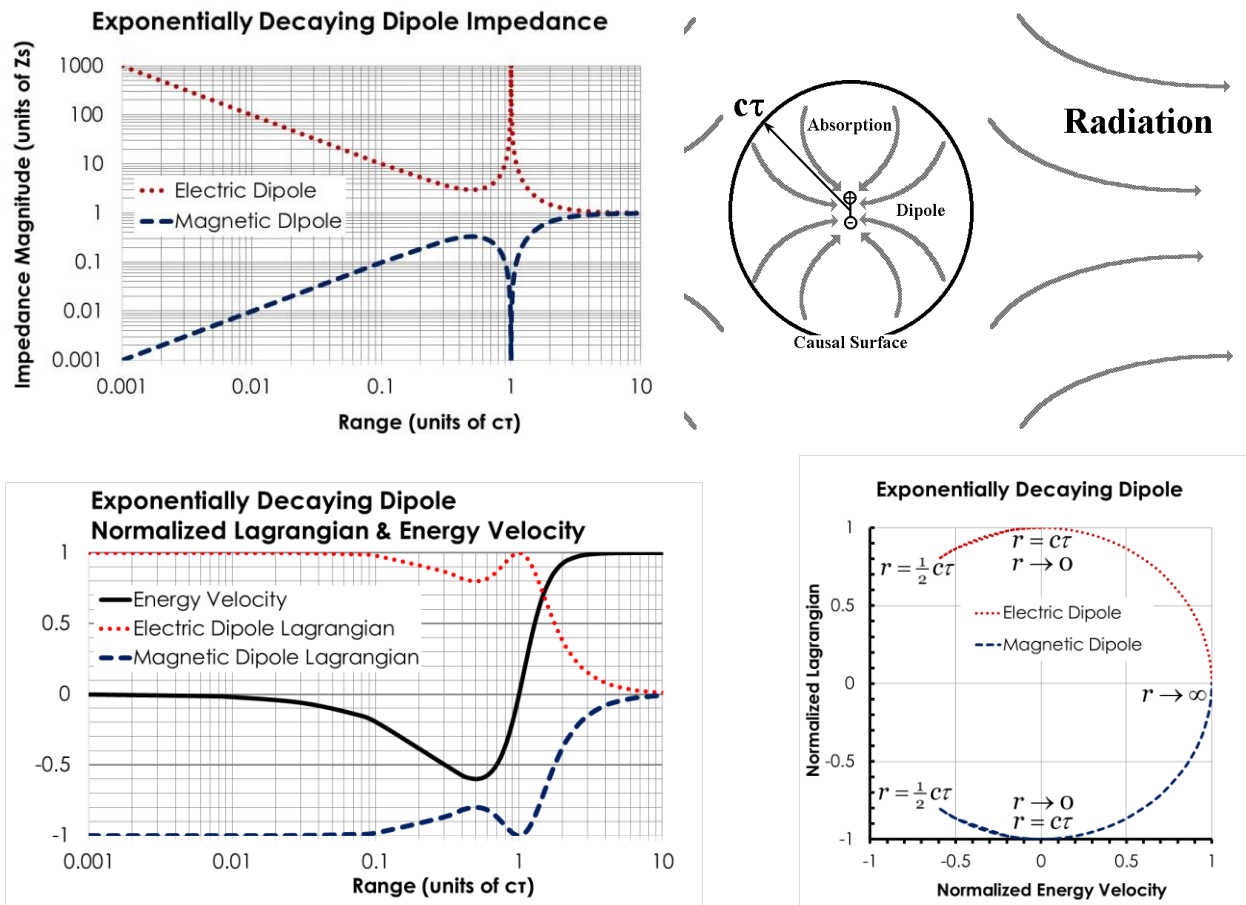 Exponentially Decaying Dipole Impedance
Impedance Magnitude (units of Zs)
1000
100
10
1
0.1
0.01
0.001
Electric Dipole
Magnetic DIpole
0.001
0.01
0.1
1
10
Range (units of cτ)
cτ
Absorption
Dipole
Causal Surface
Radiation
Exponentially Decaying Dipole
Normalized Lagrangian & Energy Velocity
1
0.5
0
-0.5
-1
Energy Velocity
Electric Dipole Lagrangian
Magnetic Dipole Lagrangian
0.001
0.01
0.1
1
10
Range (units of cτ)
Exponentially Decaying Dipole
Normalized Lagrangian
1
0.5
0
-0.5
-1
r = cτ
r → 0
r = ½ cτ
Electric Dipole
Magnetic Dipole
r → ∞
r = ½ cτ
r → 0
r = cτ
-1
-0.5
0
0.5
1
Normalized Energy Velocity